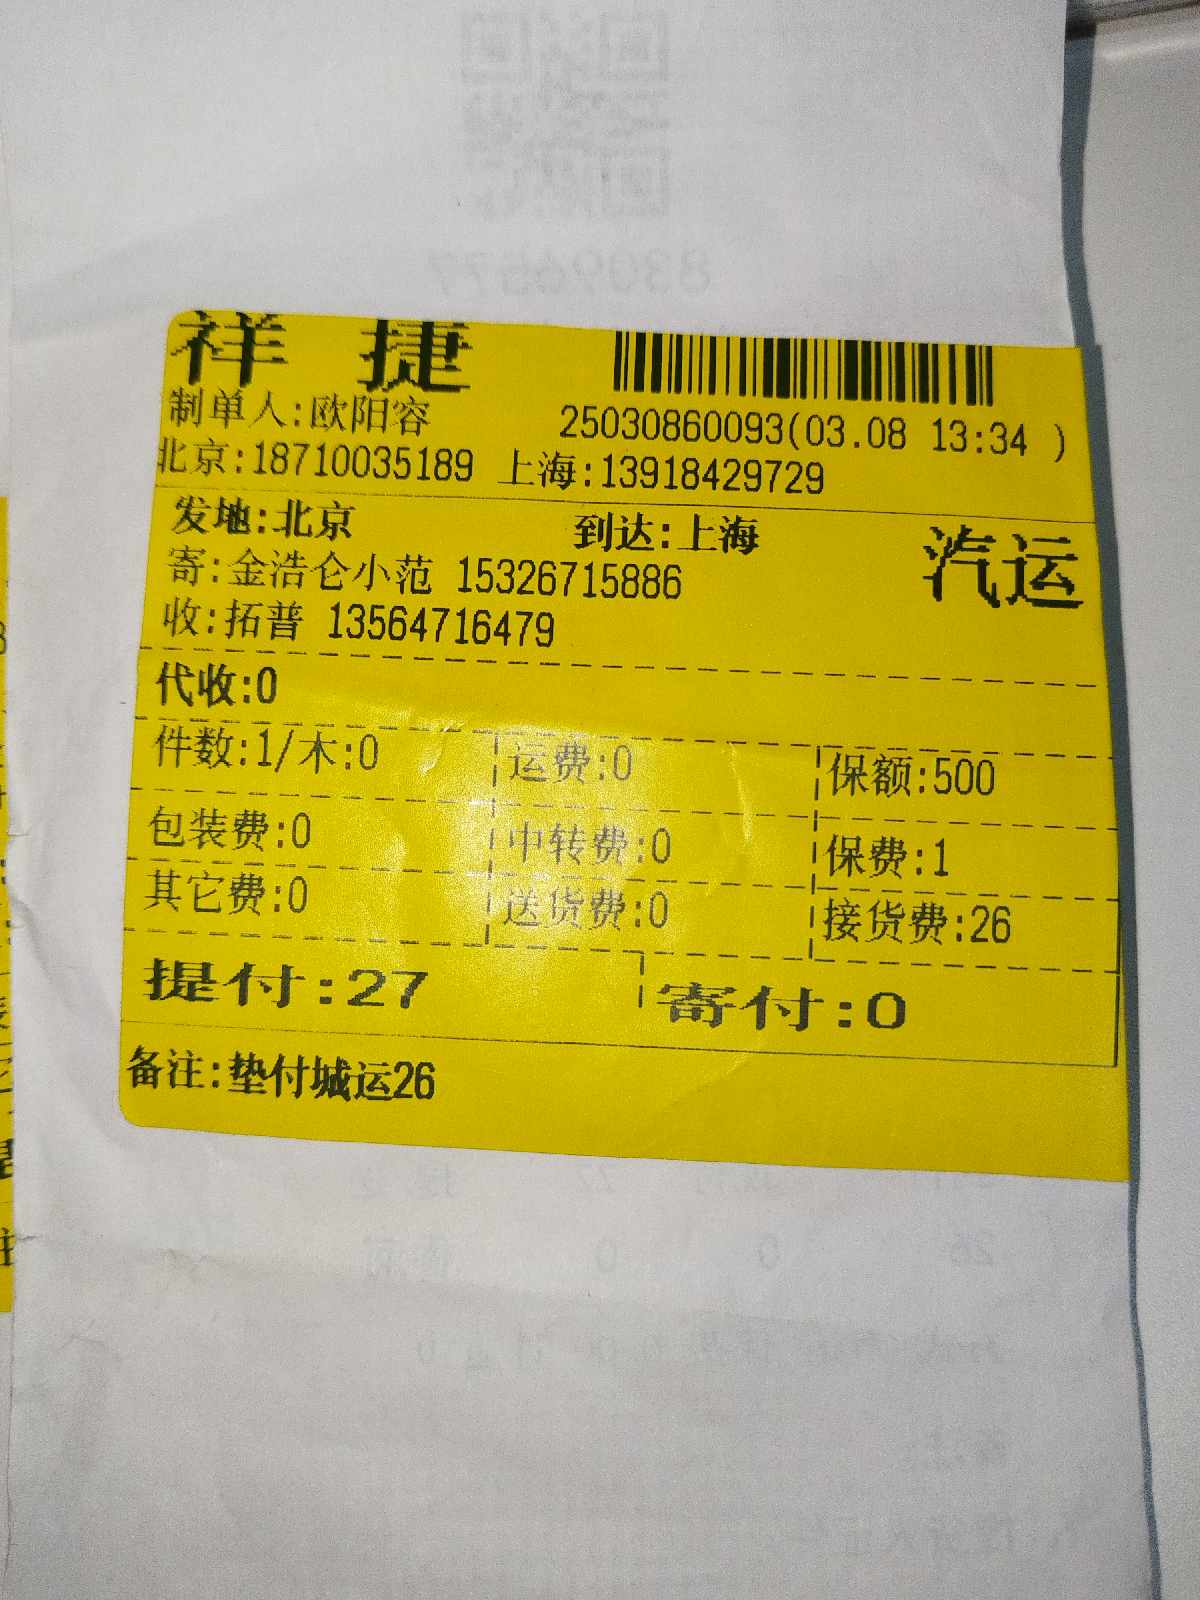 83096577
祥 捷
制单人:欧阳容
25030860093(03.08 13:34 )
北京:18710035189 上海:13918429729
发地:北京 到达:上海
汽运
寄:金浩仑小范 15326715886
收:拓普 13564716479
代收:0
件数:1/木:0 运费:0 保额:500
包装费:0 中转费:0 保费:1
其它费:0 送货费:0 接货费:26
提付:27 寄付:0
备注:垫付城运26